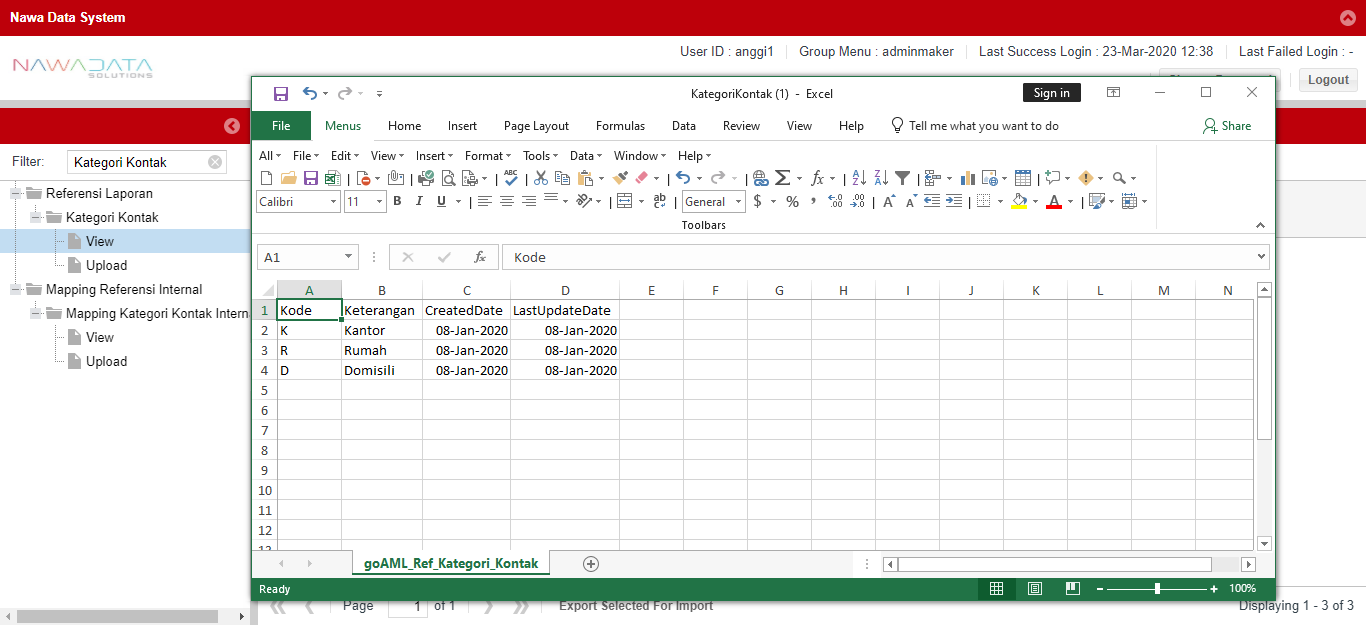 Nawa Data System
NAWADATA
SOLUTIONS
User ID : anggi1 Group Menu : adminmaker Last Success Login : 23-Mar-2020 12:38 Last Failed Login : -
Logout
Filter: Kategori Kontak
Referensi Laporan
Kategori Kontak
View
Upload
Mapping Referensi Internal
Mapping Kategori Kontak Intern
View
Upload
KategoriKontak (1) - Excel
Sign in
File Menus Home Insert Page Layout Formulas Data Review View Help Tell me what you want to do Share
All File Edit View Insert Format Tools Data Window Help
Calibri 11 B I U General $ % ,
Toolbars
A1 fx Kode
A B C D E F G H I J K L M N
1 Kode Keterangan CreatedDate LastUpdateDate
2 K Kantor 08-Jan-2020 08-Jan-2020
3 R Rumah 08-Jan-2020 08-Jan-2020
4 D Domisili 08-Jan-2020 08-Jan-2020
5
6
7
8
9
10
11
12
goAML_Ref_Kategori_Kontak
Ready 100%
Page 1 of 1 Export Selected For Import Displaying 1 - 3 of 3